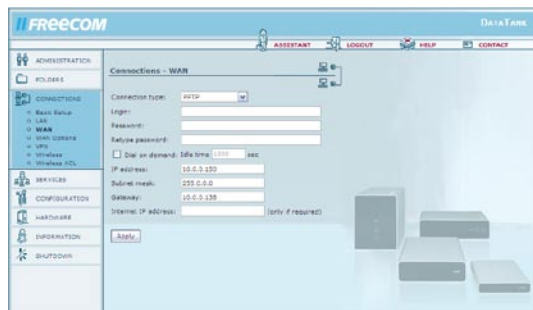 FREECOM
DATATANK
ASSISTANT LOGOUT HELP CONTACT
ADMINISTRATION
FOLDERS
CONNECTIONS
Basic Setup
LAN
WAN
WAN Options
VPN
Wireless
Wireless ACL
SERVICES
CONFIGURATION
HARDWARE
INFORMATION
SHUTDOWN
Connections - WAN
Connection type: PPTP
Login:
Password:
Retype password:
Dial on demand: Idle time 1800 sec
IP address: 10.0.0.150
Subnet mask: 255.0.0.0
Gateway: 10.0.0.138
Internet IP address: (only if required)
Apply